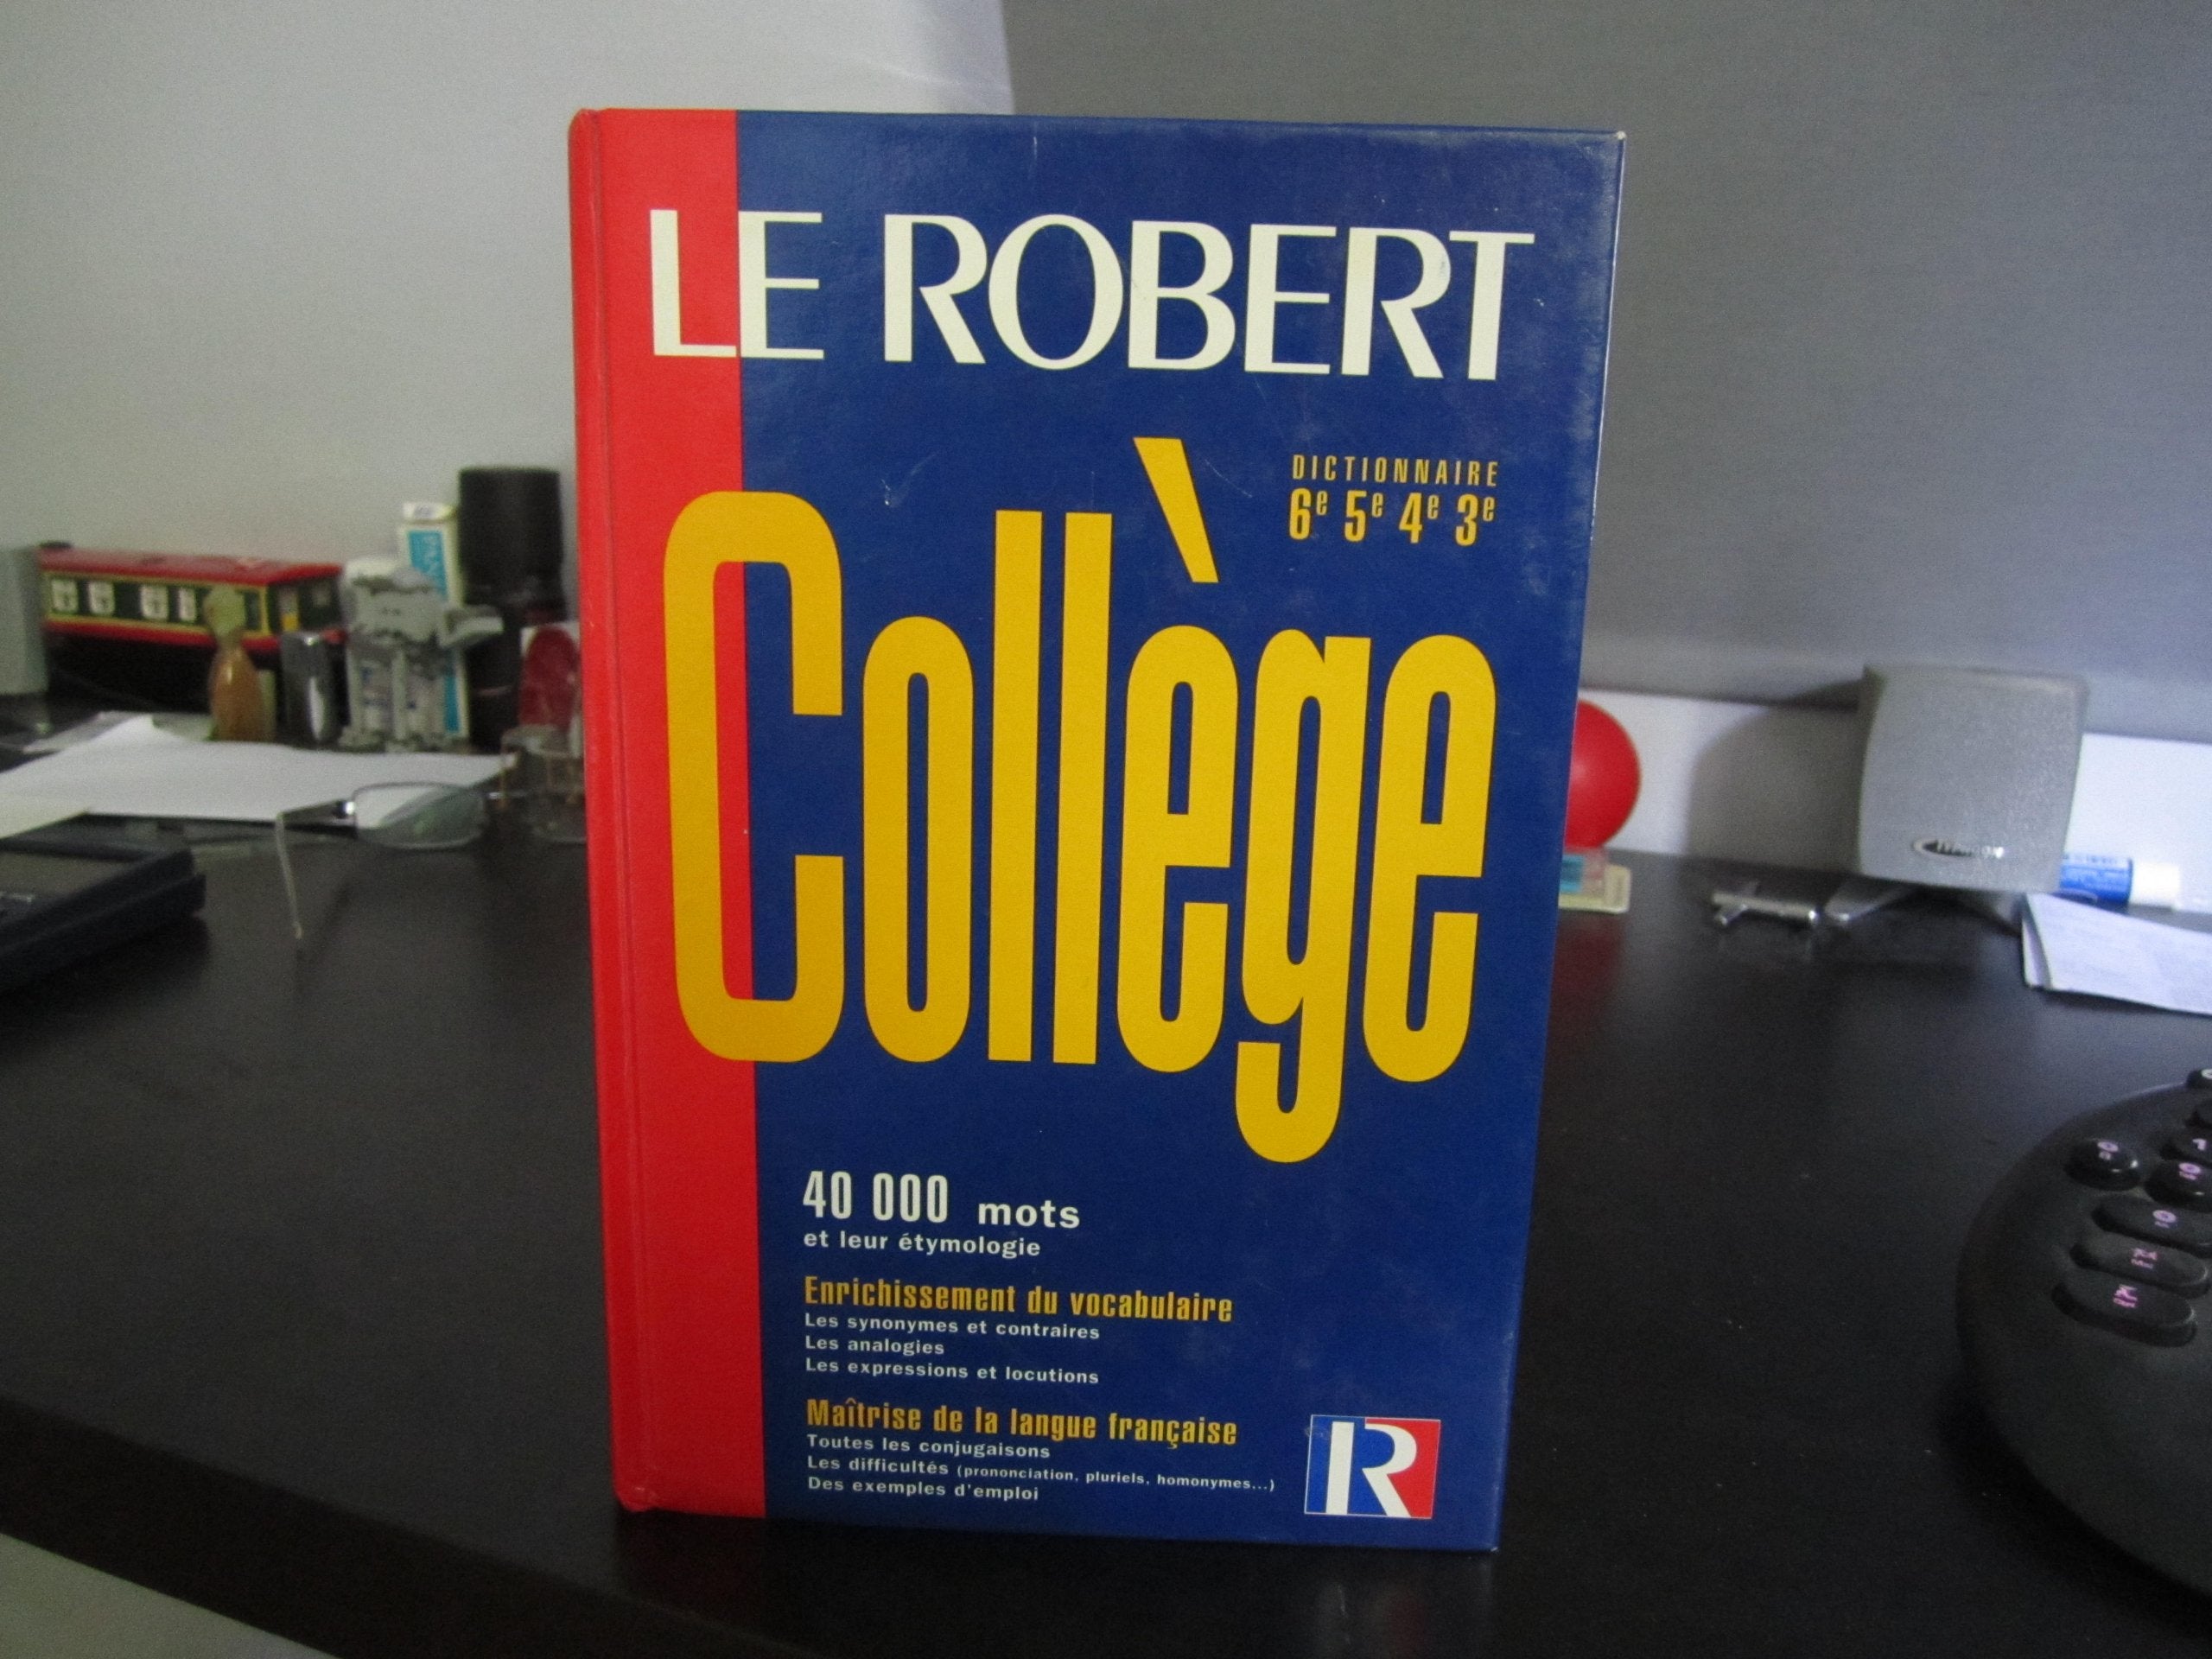 LE ROBERT
DICTIONNAIRE
6e 5e 4e 3e
Collège
40 000 mots
et leur étymologie
Enrichissement du vocabulaire
Les synonymes et contraires
Les analogies
Les expressions et locutions
Maîtrise de la langue française
Toutes les conjugaisons
Les difficultés (prononciation, pluriels, homonymes...)
Des exemples d'emploi
R